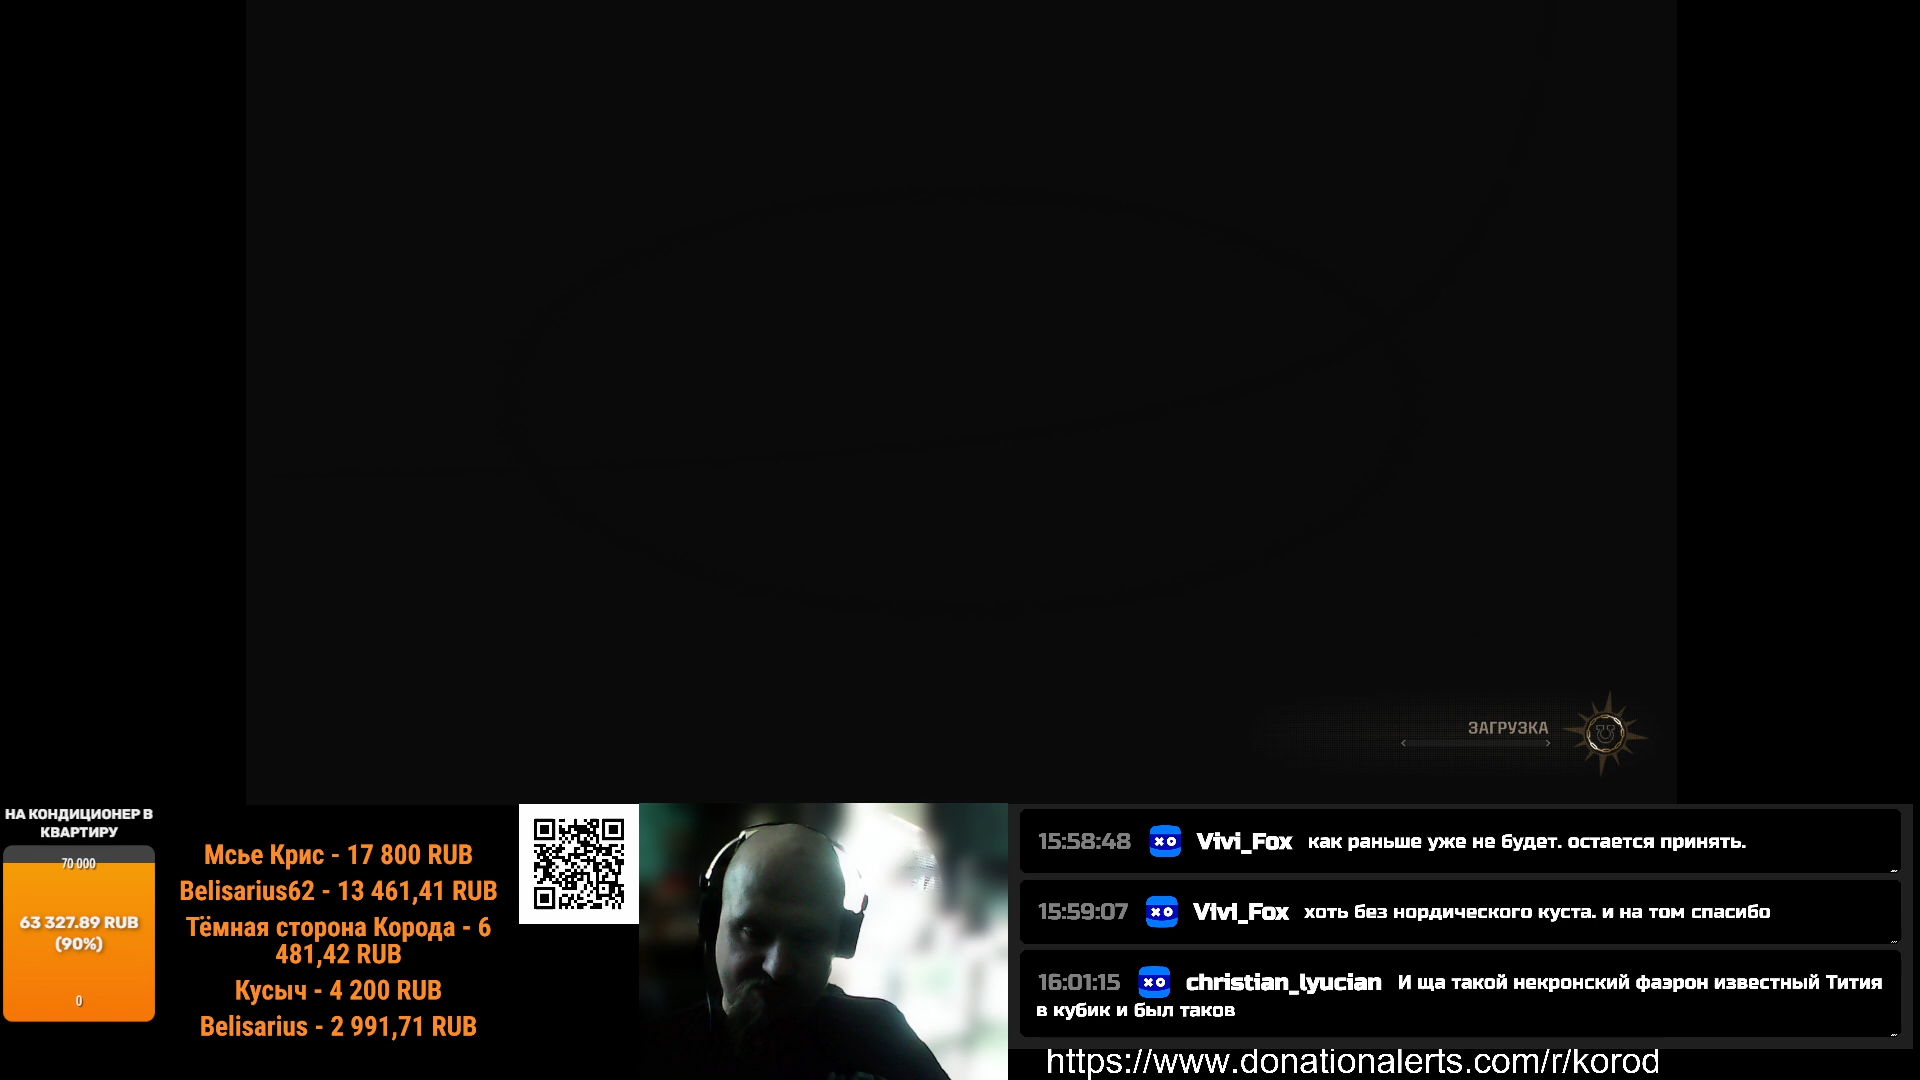 ЗАГРУЗКА
НА КОНДИЦИОНЕР В
КВАРТИРУ
70 000
63 327.89 RUB
(90%)
0
Мсье Крис - 17 800 RUB
Belisarius62 - 13 461,41 RUB
Тёмная сторона Корода - 6
481,42 RUB
Кусыч - 4 200 RUB
Belisarius - 2 991,71 RUB
15:58:48 Vivi_Fox как раньше уже не будет. остается принять.
15:59:07 Vivi_Fox хоть без нордического куста. и на том спасибо
16:01:15 christian_lyucian И ща такой некронский фаэрон известный Тития
в кубик и был таков
https://www.donationalerts.com/r/korod